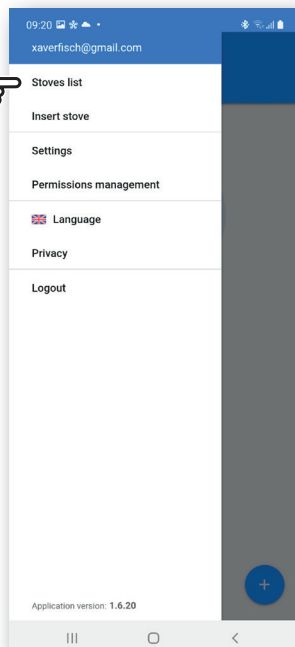 09:20
xaverfisch@gmail.com
Stoves list
Insert stove
Settings
Permissions management
Language
Privacy
Logout
Application version: 1.6.20